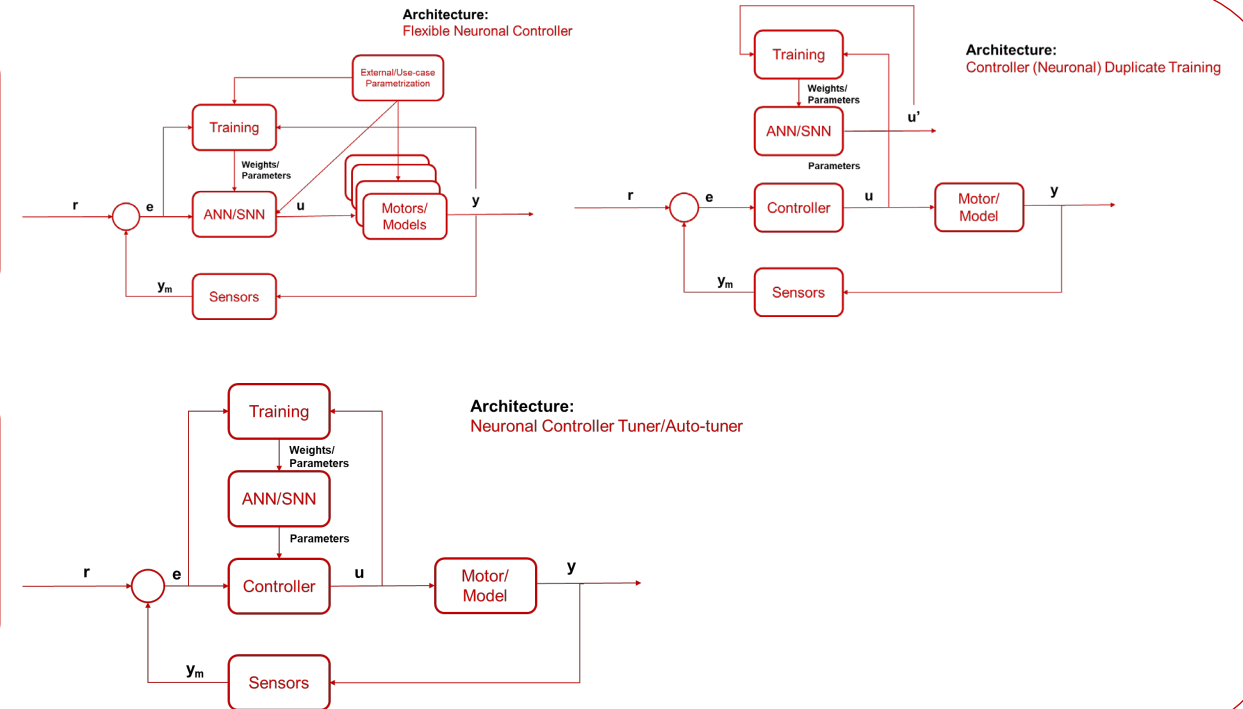 Architecture:
Flexible Neuronal Controller
External/Use-case
Parametrization
Training
Weights/
Parameters
r
e
ANN/SNN
u
Motors/
Models
y
ym
Sensors
Architecture:
Controller (Neuronal) Duplicate Training
Training
Weights/
Parameters
ANN/SNN
u'
Parameters
r
e
Controller
u
Motor/
Model
y
ym
Sensors
Architecture:
Neuronal Controller Tuner/Auto-tuner
Training
Weights/
Parameters
ANN/SNN
Parameters
r
e
Controller
u
Motor/
Model
y
ym
Sensors